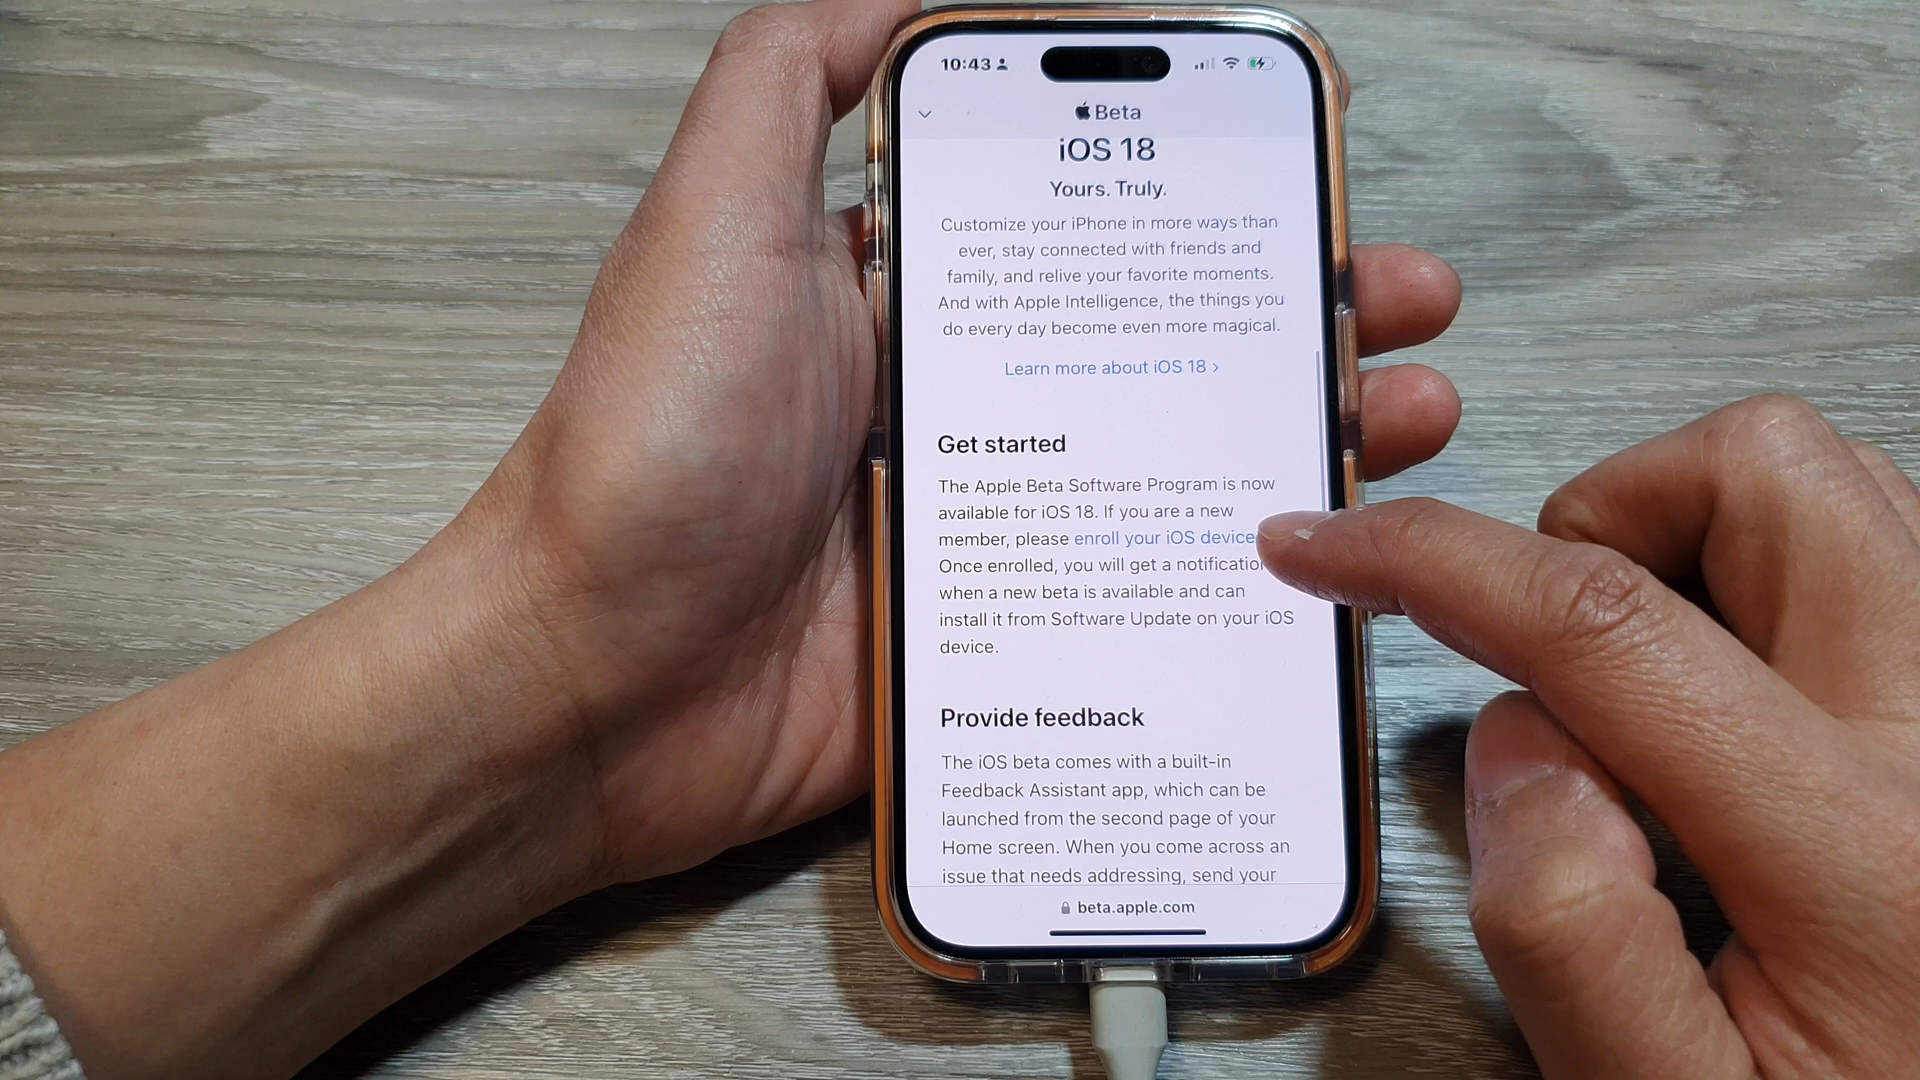 10:43
Beta
iOS 18
Yours. Truly.
Customize your iPhone in more ways than
ever, stay connected with friends and
family, and relive your favorite moments.
And with Apple Intelligence, the things you
do every day become even more magical.
Learn more about iOS 18 >
Get started
The Apple Beta Software Program is now
available for iOS 18. If you are a new
member, please enroll your iOS device
Once enrolled, you will get a notification
when a new beta is available and can
install it from Software Update on your iOS
device.
Provide feedback
The iOS beta comes with a built-in
Feedback Assistant app, which can be
launched from the second page of your
Home screen. When you come across an
issue that needs addressing, send your
beta.apple.com